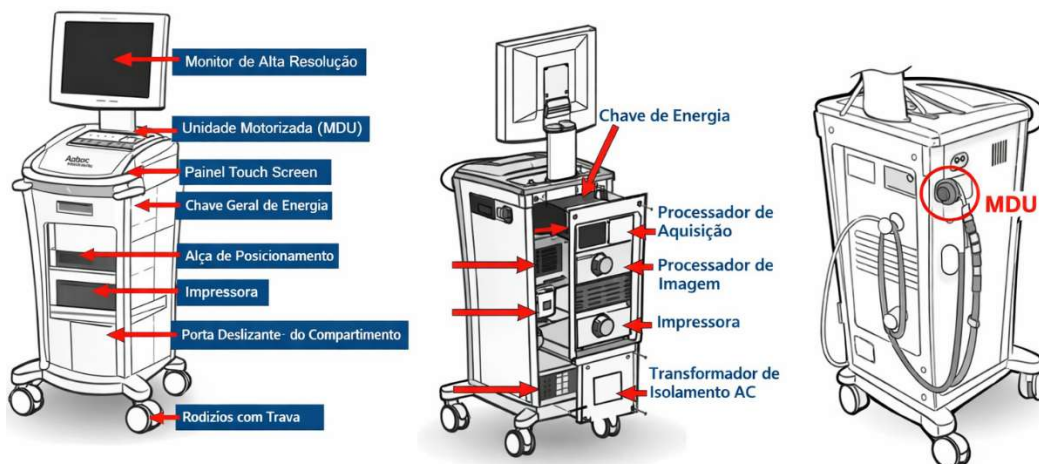 Monitor de Alta Resolução
Unidade Motorizada (MDU)
Painel Touch Screen
Chave Geral de Energia
Alça de Posicionamento
Impressora
Porta Deslizante- do Compartimento
Rodizíos com Trava
Chave de Energia
Processador de
Aquisição
Processador de
Imagem
Impressora
Transformador de
Isolamento AC
MDU